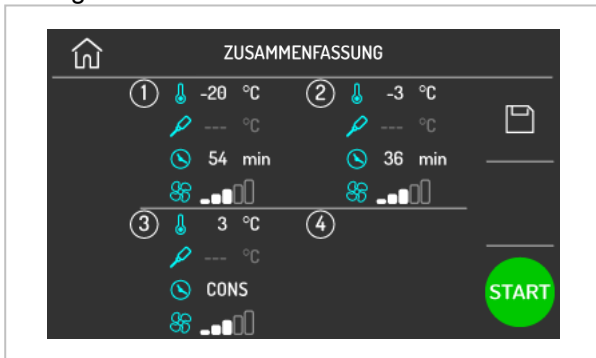 ZUSAMMENFASSUNG
1 -20 °C 2 -3 °C
--- °C --- °C
54 min 36 min
3 3 °C 4
--- °C
CONS START